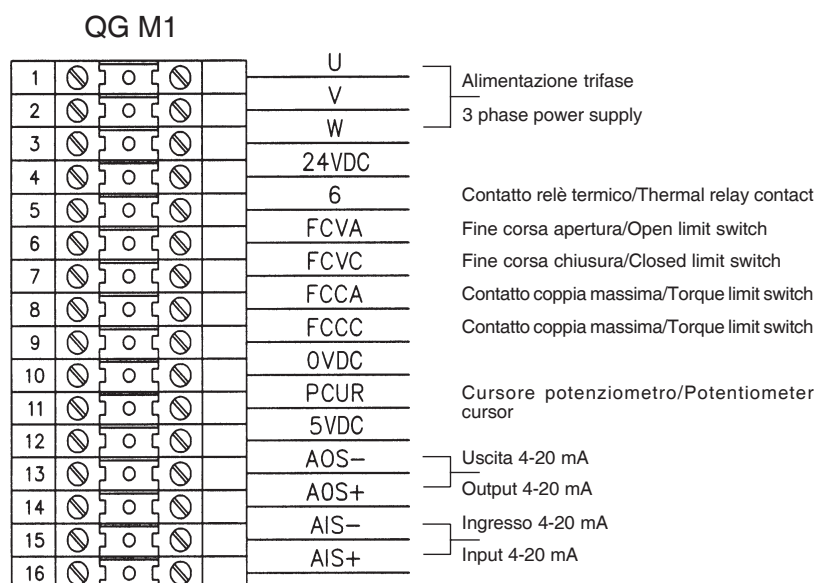 QG M1
1 U
2 V
3 W
4 24VDC
5 6
6 FCVA
7 FCVC
8 FCCA
9 FCCC
10 0VDC
11 PCUR
12 5VDC
13 AOS−
14 AOS+
15 AIS−
16 AIS+
Alimentazione trifase
3 phase power supply
Contatto relè termico/Thermal relay contact
Fine corsa apertura/Open limit switch
Fine corsa chiusura/Closed limit switch
Contatto coppia massima/Torque limit switch
Contatto coppia massima/Torque limit switch
Cursore potenziometro/Potentiometer
cursor
Uscita 4-20 mA
Output 4-20 mA
Ingresso 4-20 mA
Input 4-20 mA